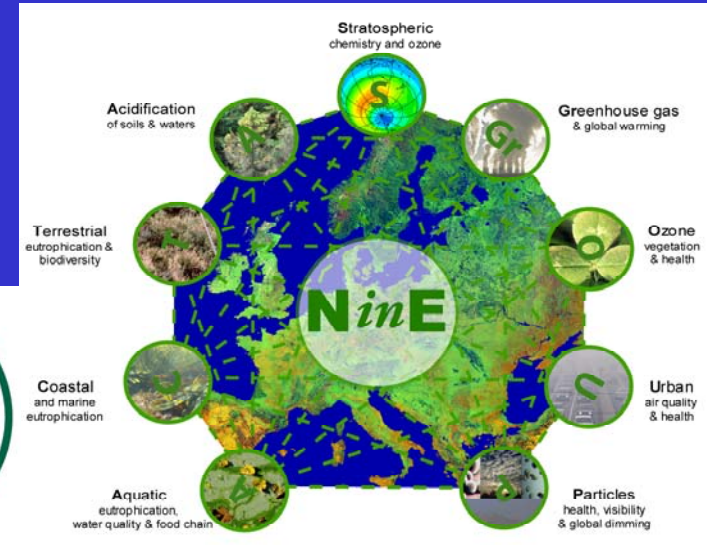 Stratospheric
chemistry and ozone
S
Greenhouse gas
& global warming
Gr
Ozone
vegetation
& health
O
Urban
air quality
& health
U
Particles
health, visibility
& global dimming
P
Aquatic
eutrophication,
water quality & food chain
A
Coastal
and marine
eutrophication
C
Terrestrial
eutrophication &
biodiversity
T
Acidification
of soils & waters
A
NinE